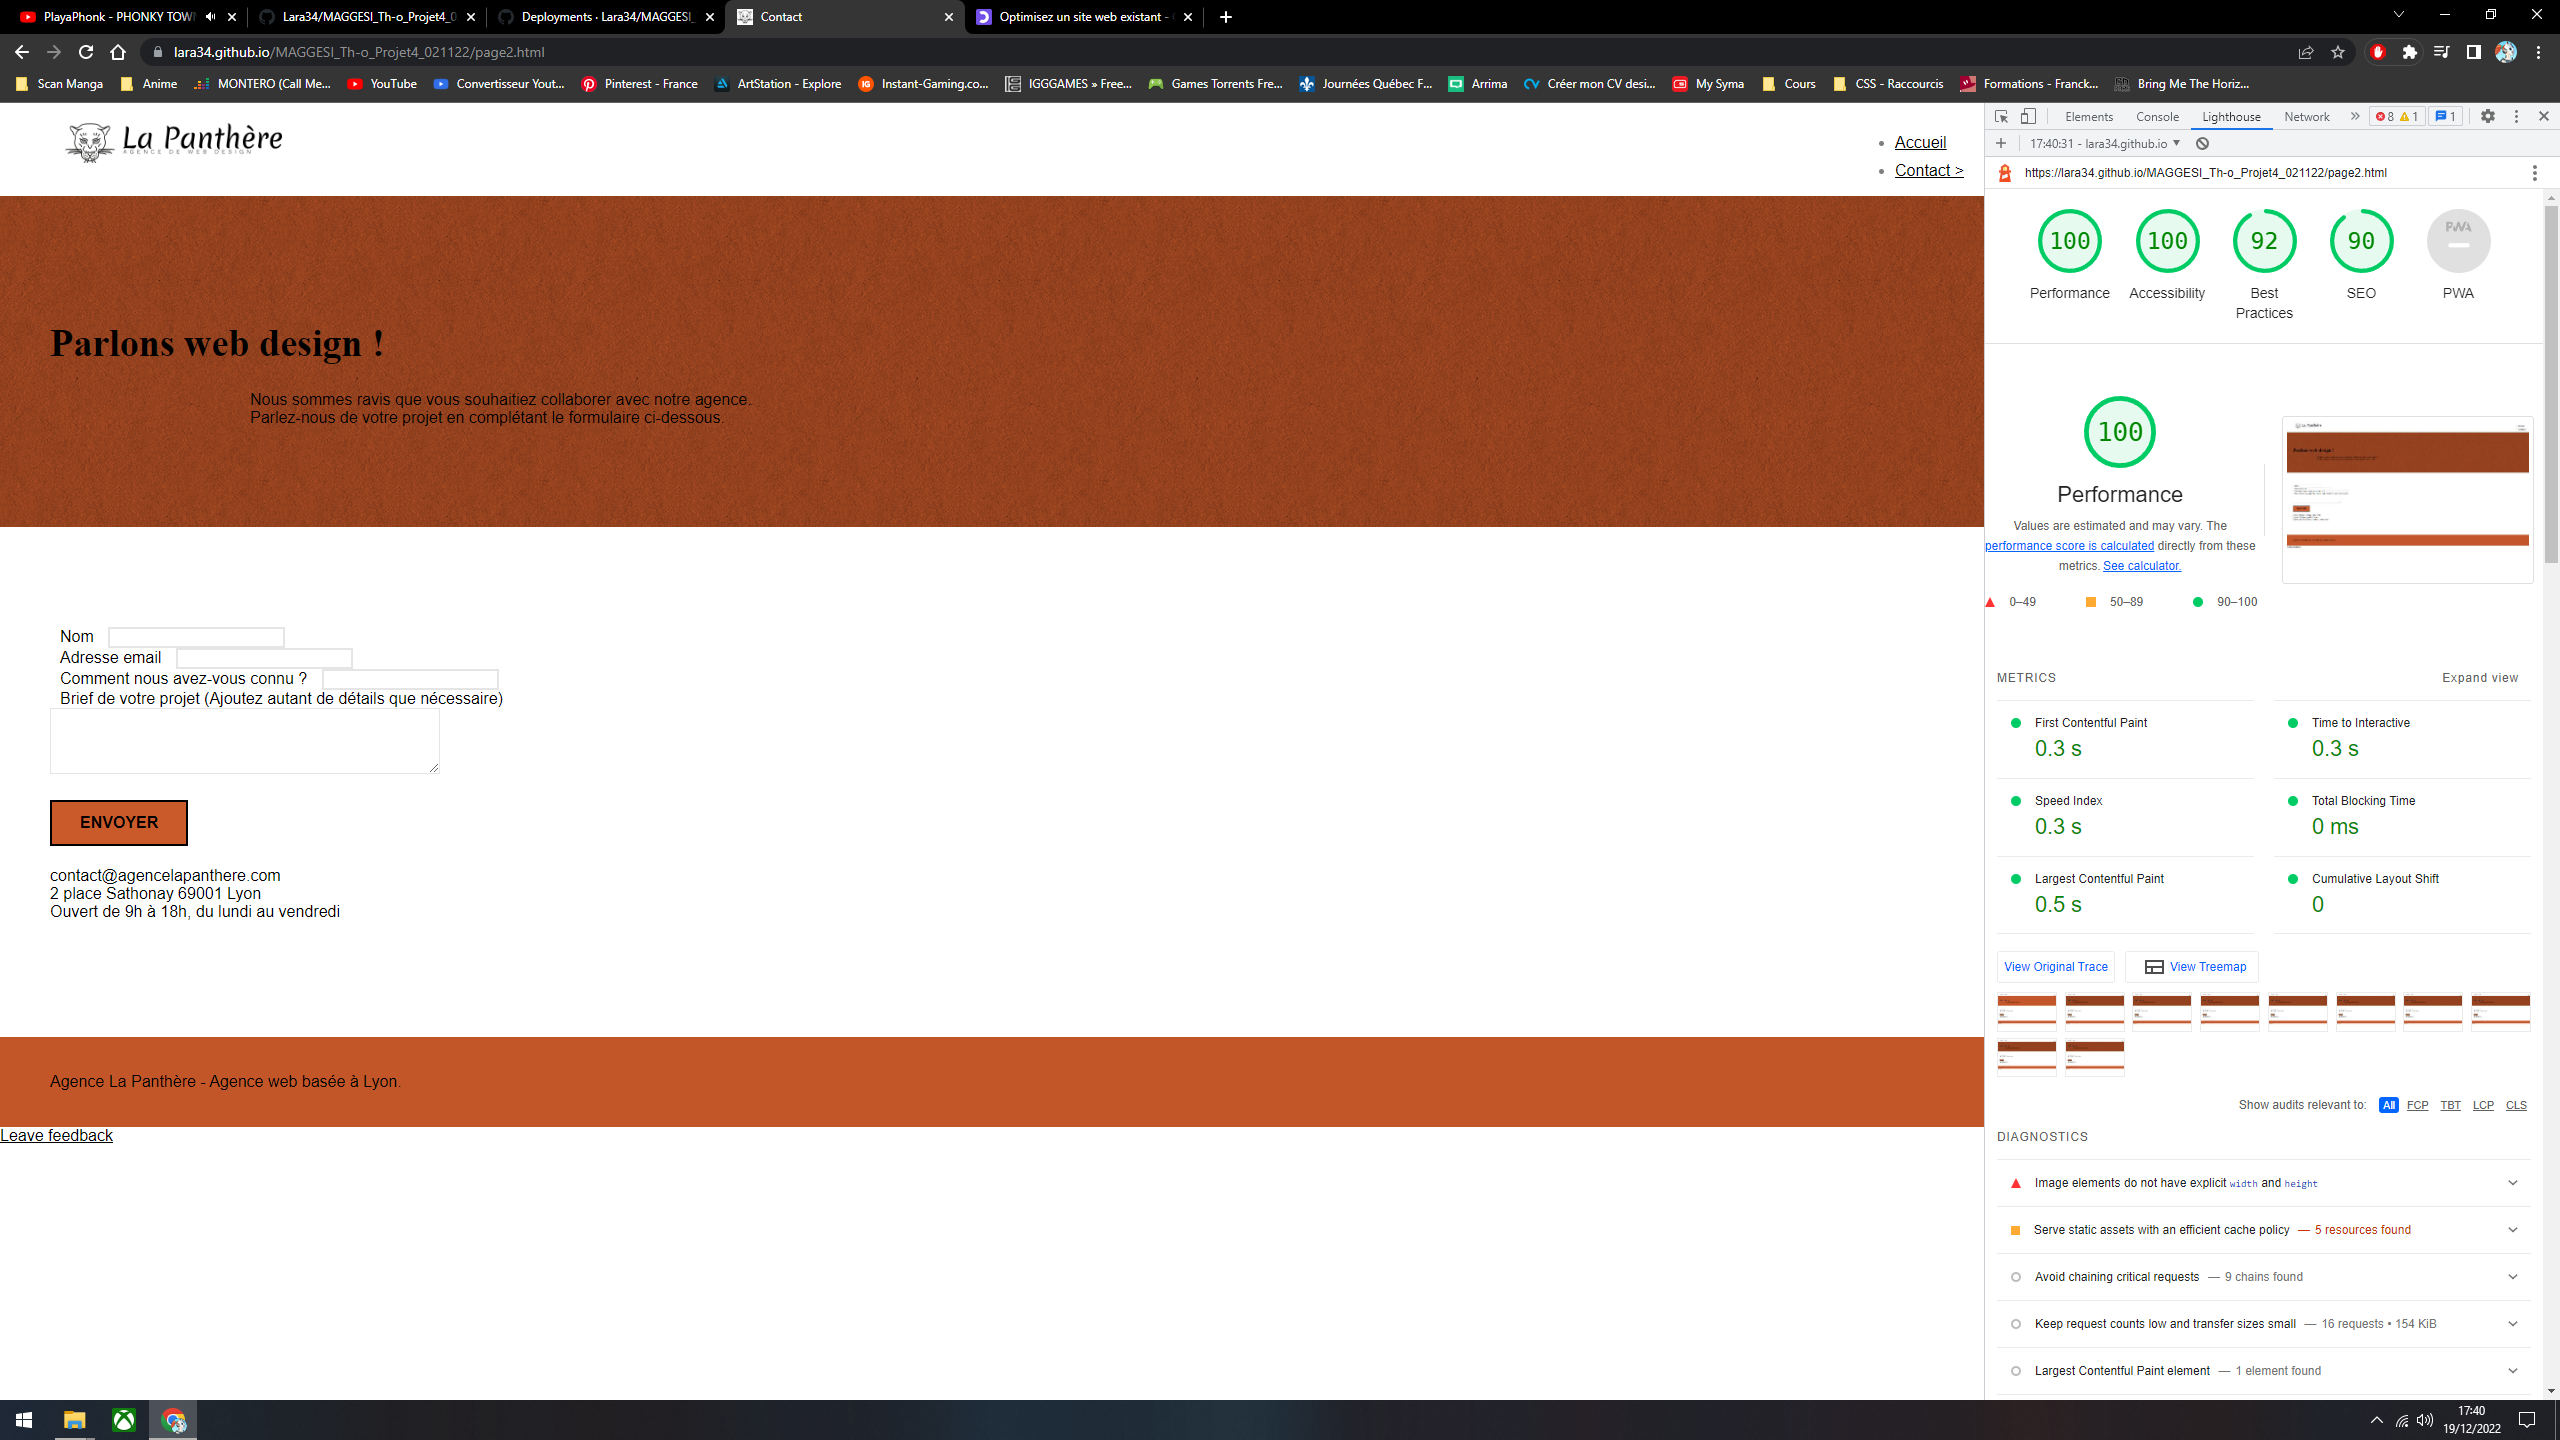 PlayaPhonk - PHONKY TOWN
Lara34/MAGGESI_Th-o_Projet4_0
Deployments · Lara34/MAGGESI_
Contact
Optimisez un site web existant -
lara34.github.io/MAGGESI_Th-o_Projet4_021122/page2.html
Scan Manga
Anime
MONTERO (Call Me...
YouTube
Convertisseur Yout...
Pinterest - France
ArtStation - Explore
Instant-Gaming.co...
IGGGAMES » Free...
Games Torrents Fre...
Journées Québec F...
Arrima
Créer mon CV desi...
My Syma
Cours
CSS - Raccourcis
Formations - Franck...
Bring Me The Horiz...
La Panthère
AGENCE DE WEB DESIGN
Accueil
Contact >
Parlons web design !
Nous sommes ravis que vous souhaitiez collaborer avec notre agence.
Parlez-nous de votre projet en complétant le formulaire ci-dessous.
Nom
Adresse email
Comment nous avez-vous connu ?
Brief de votre projet (Ajoutez autant de détails que nécessaire)
ENVOYER
contact@agencelapanthere.com
2 place Sathonay 69001 Lyon
Ouvert de 9h à 18h, du lundi au vendredi
Agence La Panthère - Agence web basée à Lyon.
Leave feedback
Elements
Console
Lighthouse
Network
8
1
1
17:40:31 - lara34.github.io
https://lara34.github.io/MAGGESI_Th-o_Projet4_021122/page2.html
100
100
92
90
PWA
Performance
Accessibility
Best
Practices
SEO
PWA
100
Performance
Values are estimated and may vary. The
performance score is calculated directly from these
metrics. See calculator.
0–49
50–89
90–100
METRICS
Expand view
First Contentful Paint
0.3 s
Time to Interactive
0.3 s
Speed Index
0.3 s
Total Blocking Time
0 ms
Largest Contentful Paint
0.5 s
Cumulative Layout Shift
0
View Original Trace
View Treemap
Show audits relevant to: All FCP TBT LCP CLS
DIAGNOSTICS
Image elements do not have explicit width and height
Serve static assets with an efficient cache policy — 5 resources found
Avoid chaining critical requests — 9 chains found
Keep request counts low and transfer sizes small — 16 requests • 154 KiB
Largest Contentful Paint element — 1 element found
17:40
19/12/2022